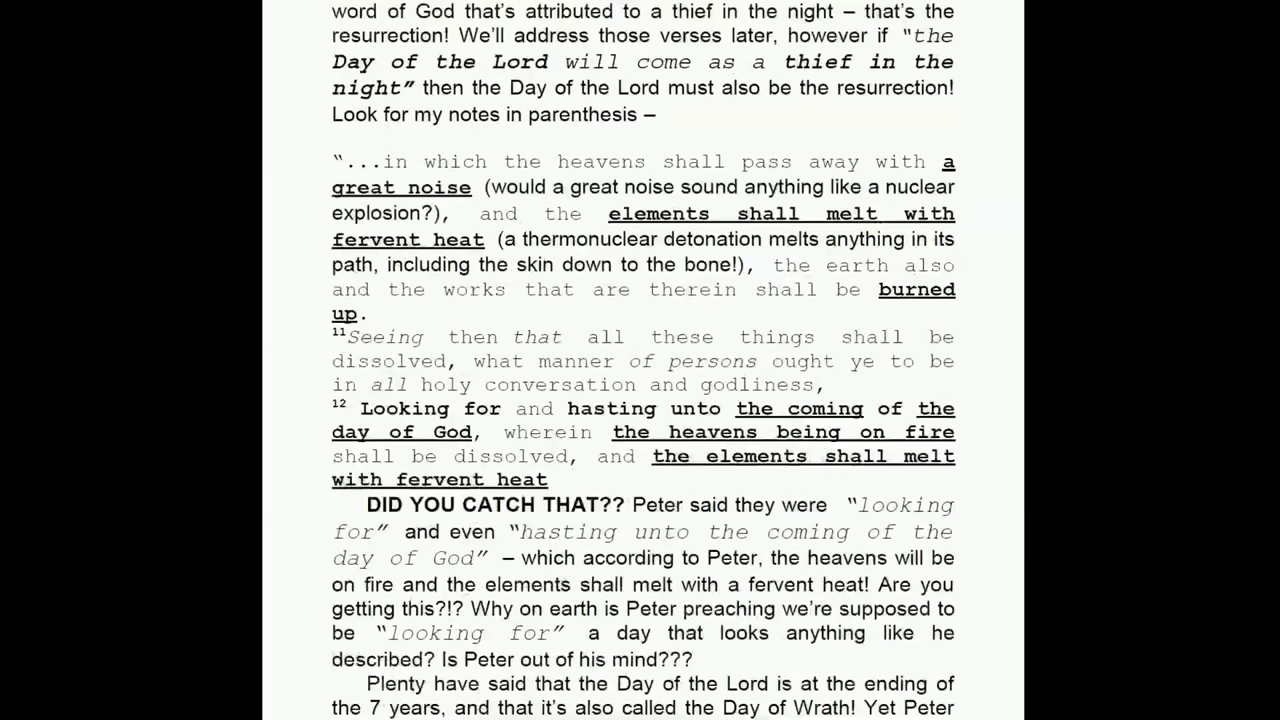 word of God that's attributed to a thief in the night – that's the
resurrection! We'll address those verses later, however if "the
Day of the Lord will come as a thief in the
night" then the Day of the Lord must also be the resurrection!
Look for my notes in parenthesis –
"...in which the heavens shall pass away with a
great noise (would a great noise sound anything like a nuclear
explosion?), and the elements shall melt with
fervent heat (a thermonuclear detonation melts anything in its
path, including the skin down to the bone!), the earth also
and the works that are therein shall be burned
up.
¹¹Seeing then that all these things shall be
dissolved, what manner of persons ought ye to be
in all holy conversation and godliness,
¹² Looking for and hasting unto the coming of the
day of God, wherein the heavens being on fire
shall be dissolved, and the elements shall melt
with fervent heat
DID YOU CATCH THAT?? Peter said they were "looking
for" and even "hasting unto the coming of the
day of God" – which according to Peter, the heavens will be
on fire and the elements shall melt with a fervent heat! Are you
getting this?!? Why on earth is Peter preaching we're supposed to
be "looking for" a day that looks anything like he
described? Is Peter out of his mind???
Plenty have said that the Day of the Lord is at the ending of
the 7 years, and that it's also called the Day of Wrath! Yet Peter